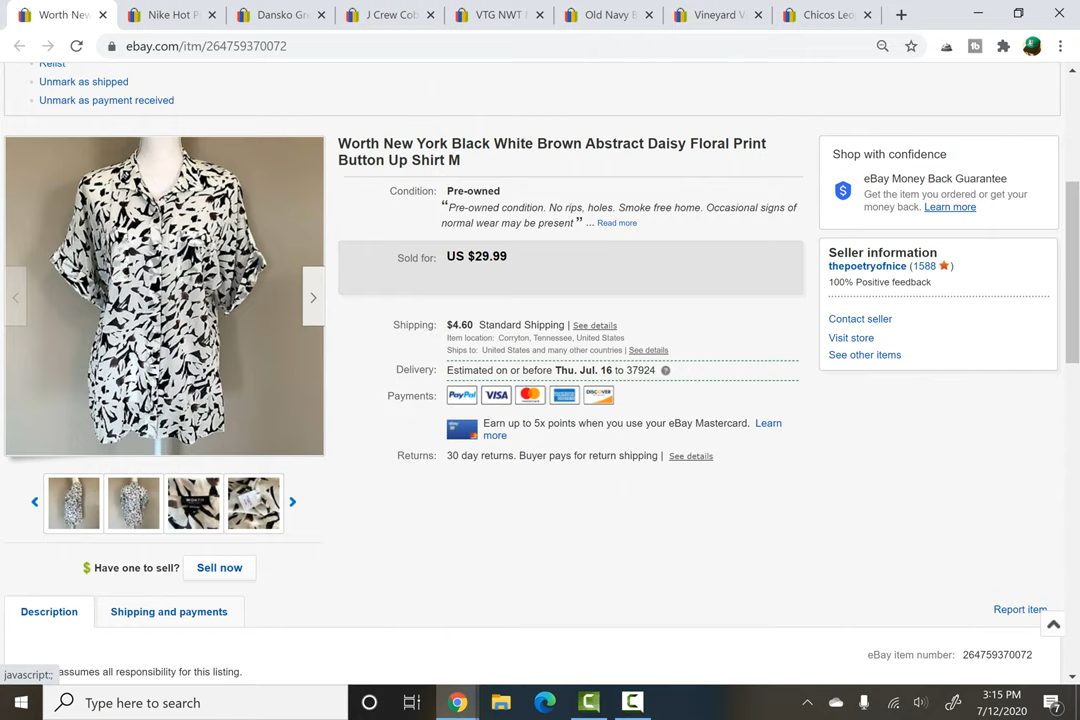 Worth New
Nike Hot P
Dansko Gr
J Crew Cob
VTG NWT
Old Navy B
Vineyard V
Chicos Leo
ebay.com/itm/264759370072
Relist
Unmark as shipped
Unmark as payment received
Worth New York Black White Brown Abstract Daisy Floral Print
Button Up Shirt M
Condition: Pre-owned
“Pre-owned condition. No rips, holes. Smoke free home. Occasional signs of
normal wear may be present ” ... Read more
Sold for: US $29.99
Shipping: $4.60 Standard Shipping | See details
Item location: Corryton, Tennessee, United States
Ships to: United States and many other countries | See details
Delivery: Estimated on or before Thu. Jul. 16 to 37924
Payments: PayPal VISA
DISCOVER
Earn up to 5x points when you use your eBay Mastercard. Learn
more
Returns: 30 day returns. Buyer pays for return shipping | See details
Shop with confidence
eBay Money Back Guarantee
Get the item you ordered or get your
money back. Learn more
Seller information
thepoetryofnice (1588 )
100% Positive feedback
Contact seller
Visit store
See other items
Have one to sell? Sell now
Description
Shipping and payments
Report item
eBay item number: 264759370072
assumes all responsibility for this listing.
javascript:;
Type here to search
3:15 PM
7/12/2020
7